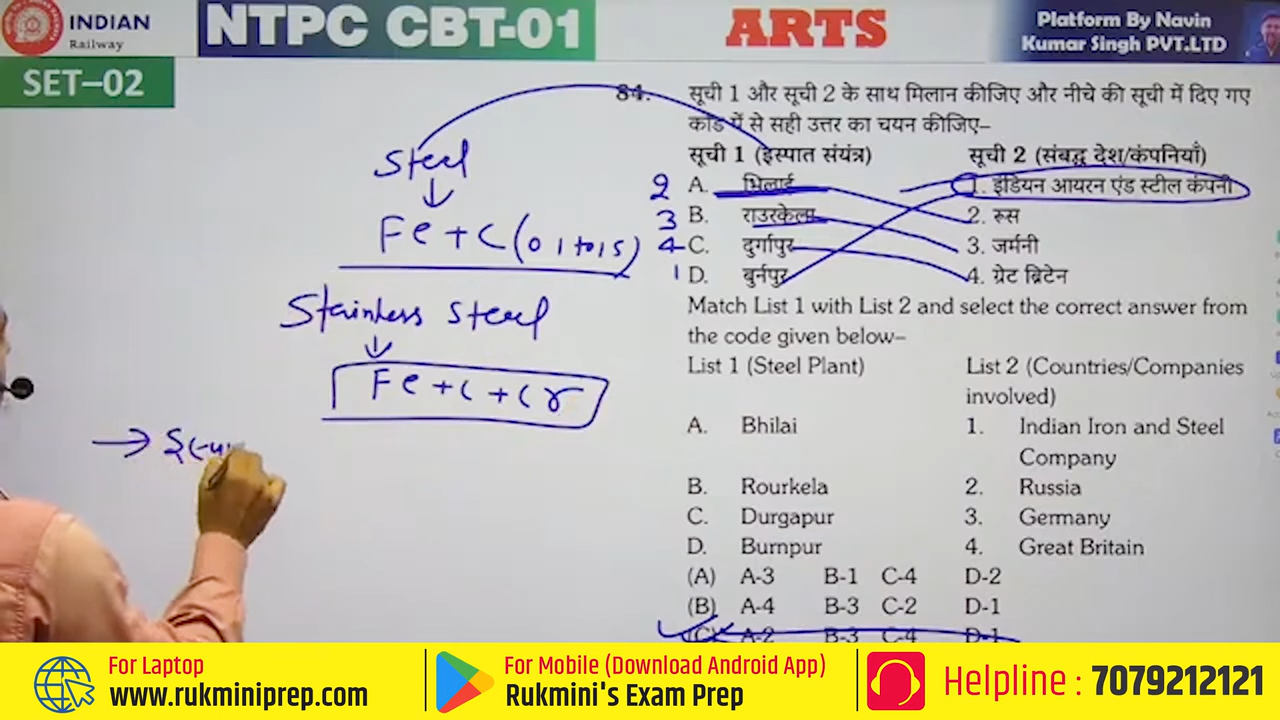 INDIAN
Railway
NTPC CBT-01
ARTS
Platform By Navin
Kumar Singh PVT.LTD
SET–02
84. सूची 1 और सूची 2 के साथ मिलान कीजिए और नीचे की सूची में दिए गए
कोड में से सही उत्तर का चयन कीजिए–
सूची 1 (इस्पात संयंत्र) सूची 2 (संबद्ध देश/कंपनियाँ)
2 A. भिलाई 1. इंडियन आयरन एंड स्टील कंपनी
3 B. राउरकेला 2. रूस
4 C. दुर्गापुर 3. जर्मनी
1 D. बुर्नपुर 4. ग्रेट ब्रिटेन
Match List 1 with List 2 and select the correct answer from
the code given below–
List 1 (Steel Plant) List 2 (Countries/Companies
involved)
A. Bhilai 1. Indian Iron and Steel
Company
B. Rourkela 2. Russia
C. Durgapur 3. Germany
D. Burnpur 4. Great Britain
(A) A-3 B-1 C-4 D-2
(B) A-4 B-3 C-2 D-1
(C) A-2 B-3 C-4 D-1
Steel
Fe + C (0 1 to 1 5)
Stainless Steel
Fe + C + Cr
For Laptop
www.rukminiprep.com
For Mobile (Download Android App)
Rukmini's Exam Prep
Helpline : 7079212121